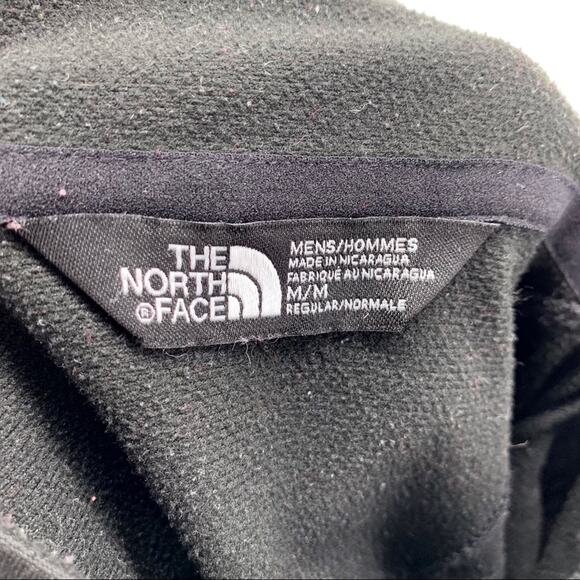 THE
NORTH
®FACE
MENS/HOMMES
MADE IN NICARAGUA
FABRIQUÉ AU NICARAGUA
M/M
REGULAR/NORMALE